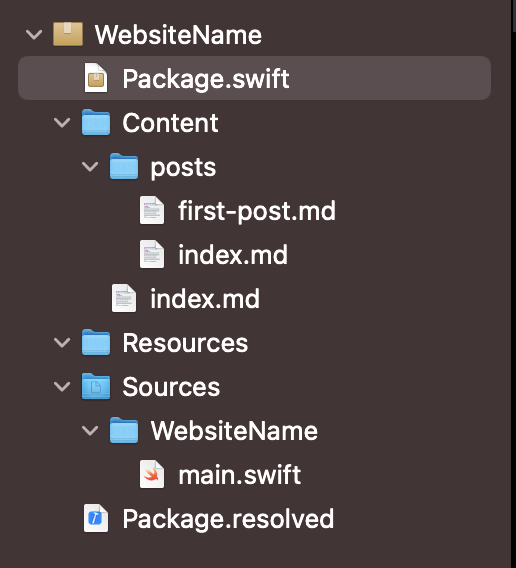 WebsiteName
Package.swift
Content
posts
first-post.md
index.md
index.md
Resources
Sources
WebsiteName
main.swift
Package.resolved